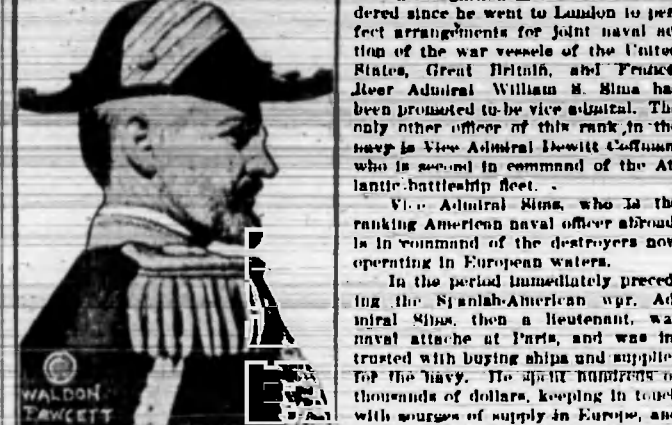 WALDON
FAWCETT
dered since he went to London to per
fect arrangements for joint naval ac
tion of the war vessels of the United
States, Great Britain, and France
Rear Admiral William S. Sims ha
been promoted to be vice admiral. Th
only other officer of this rank in the
navy is Vice Admiral Dewitt Coffman
who is second in command of the At
lantic battleship fleet.
Vice Admiral Sims, who is the
ranking American naval officer abroad
is in command of the destroyers now
operating in European waters.
In the period immediately preced
ing the Spanish-American war, Ad
miral Sims, then a lieutenant, wa
naval attache at Paris, and was in
trusted with buying ships and supplie
for the navy. He spent hundreds o
thousands of dollars, keeping in touch
with sources of supply in Europe, and